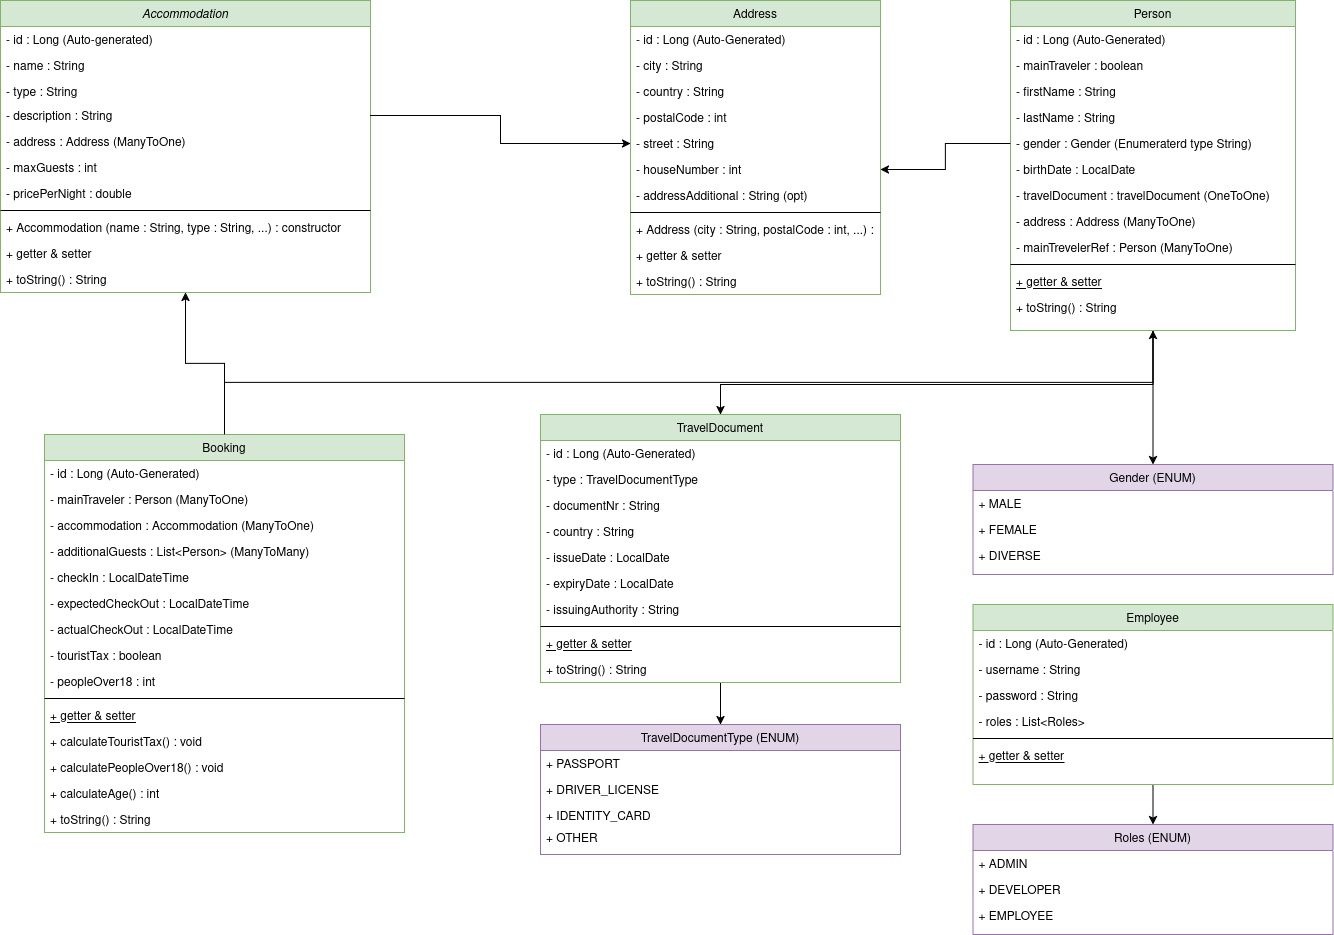 Accommodation
- id : Long (Auto-generated)
- name : String
- type : String
- description : String
- address : Address (ManyToOne)
- maxGuests : int
- pricePerNight : double
+ Accommodation (name : String, type : String, ...) : constructor
+ getter & setter
+ toString() : String
Address
- id : Long (Auto-Generated)
- city : String
- country : String
- postalCode : int
- street : String
- houseNumber : int
- addressAdditional : String (opt)
+ Address (city : String, postalCode : int, ...) :
+ getter & setter
+ toString() : String
Person
- id : Long (Auto-Generated)
- mainTraveler : boolean
- firstName : String
- lastName : String
- gender : Gender (Enumeraterd type String)
- birthDate : LocalDate
- travelDocument : travelDocument (OneToOne)
- address : Address (ManyToOne)
- mainTrevelerRef : Person (ManyToOne)
+ getter & setter
+ toString() : String
Booking
- id : Long (Auto-Generated)
- mainTraveler : Person (ManyToOne)
- accommodation : Accommodation (ManyToOne)
- additionalGuests : List<Person> (ManyToMany)
- checkIn : LocalDateTime
- expectedCheckOut : LocalDateTime
- actualCheckOut : LocalDateTime
- touristTax : boolean
- peopleOver18 : int
+ getter & setter
+ calculateTouristTax() : void
+ calculatePeopleOver18() : void
+ calculateAge() : int
+ toString() : String
TravelDocument
- id : Long (Auto-Generated)
- type : TravelDocumentType
- documentNr : String
- country : String
- issueDate : LocalDate
- expiryDate : LocalDate
- issuingAuthority : String
+ getter & setter
+ toString() : String
TravelDocumentType (ENUM)
+ PASSPORT
+ DRIVER_LICENSE
+ IDENTITY_CARD
+ OTHER
Gender (ENUM)
+ MALE
+ FEMALE
+ DIVERSE
Employee
- id : Long (Auto-Generated)
- username : String
- password : String
- roles : List<Roles>
+ getter & setter
Roles (ENUM)
+ ADMIN
+ DEVELOPER
+ EMPLOYEE